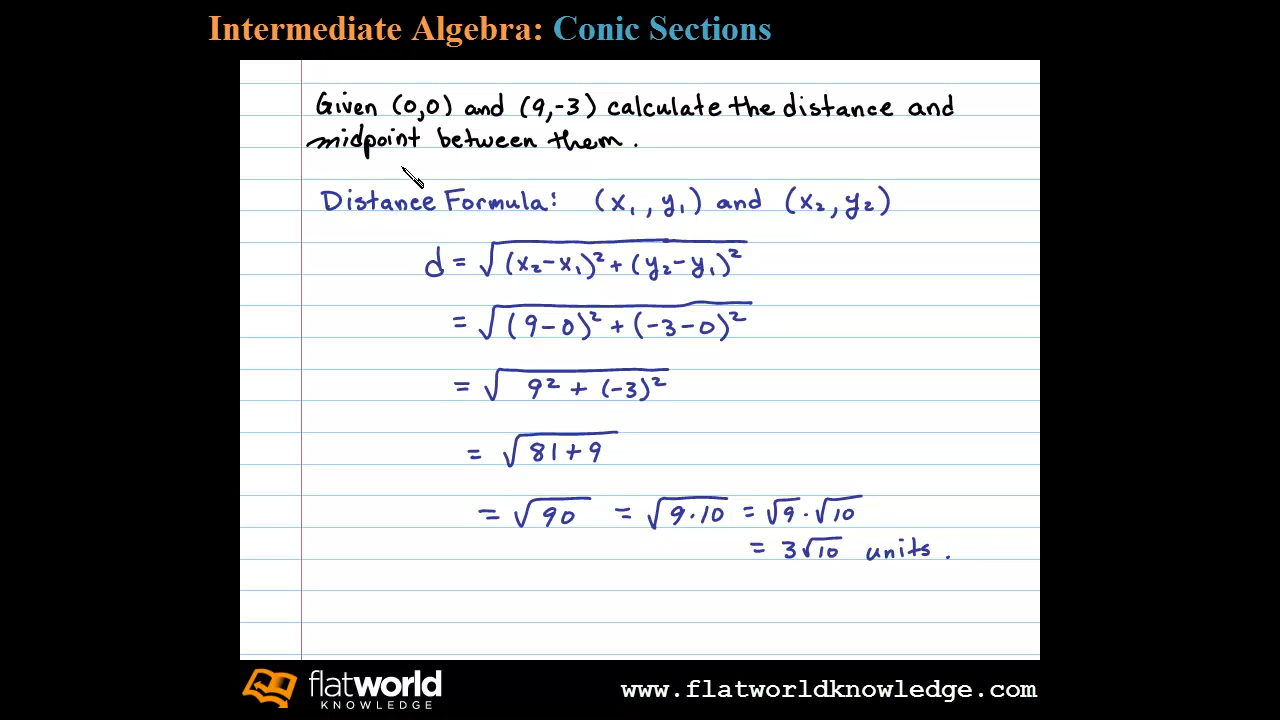 Intermediate Algebra: Conic Sections
Given (0,0) and (9,-3) calculate the distance and
midpoint between them.
Distance Formula: (x₁, y₁) and (x₂, y₂)
d = √((x₂-x₁)² + (y₂-y₁)²)
= √((9-0)² + (-3-0)²)
= √(9² + (-3)²)
= √(81+9)
= √90 = √(9·10) = √9 · √10
= 3√10 units.
flatworld
KNOWLEDGE
www.flatworldknowledge.com